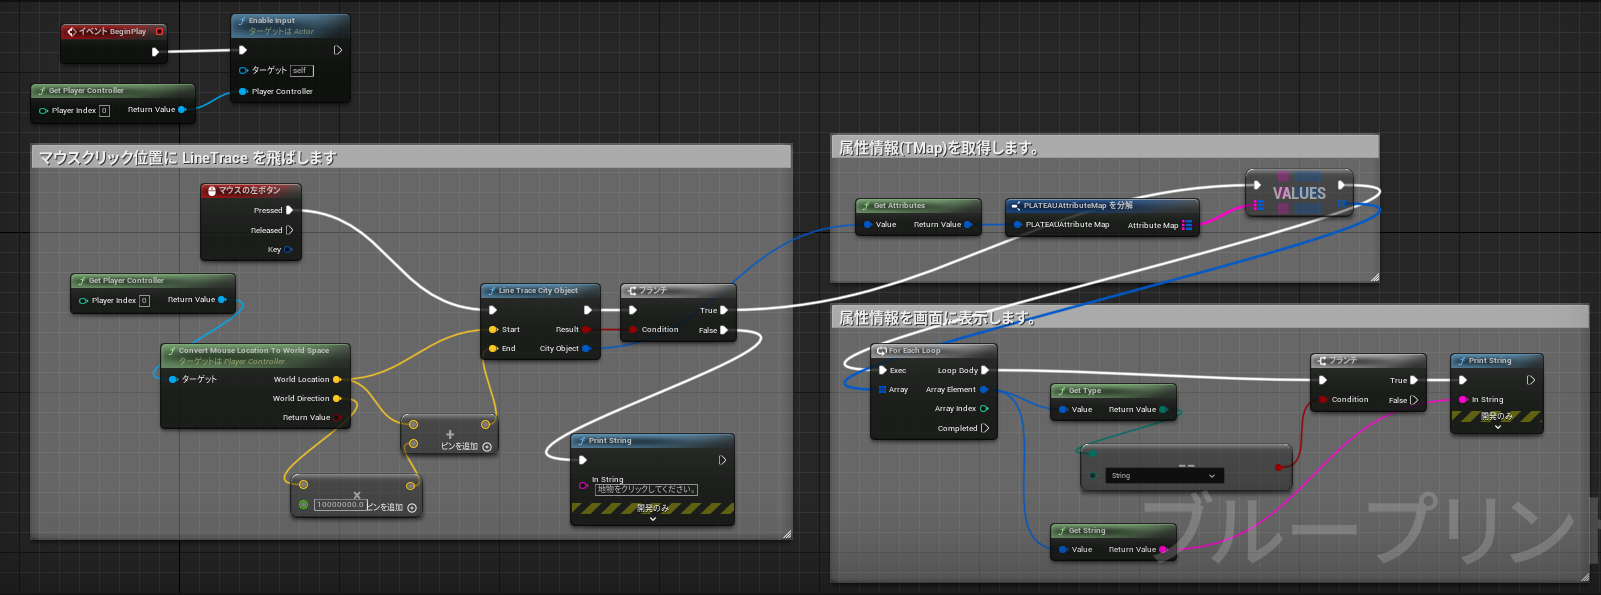 イベント BeginPlay
Enable Input
ターゲットは Actor
ターゲット self
Player Controller
Get Player Controller
Player Index 0 Return Value
マウスクリック位置に LineTrace を飛ばします
マウスの左ボタン
Pressed
Released
Key
Get Player Controller
Player Index 0 Return Value
Convert Mouse Location To World Space
ターゲットは Player Controller
ターゲット World Location
World Direction
Return Value
+
ピンを追加
×
10000000.0 ピンを追加
Line Trace City Object
Start Result
End City Object
ブランチ
True
Condition False
Print String
In String
地物をクリックしてください。
開発のみ
属性情報(TMap)を取得します。
Get Attributes
Value Return Value
PLATEAUAttributeMap を分解
PLATEAUAttribute Map Attribute Map
VALUES
属性情報を画面に表示します。
For Each Loop
Exec Loop Body
Array Array Element
Array Index
Completed
Get Type
Value Return Value
==
String
Get String
Value Return Value
ブランチ
True
Condition False
Print String
In String
開発のみ
ブループリント